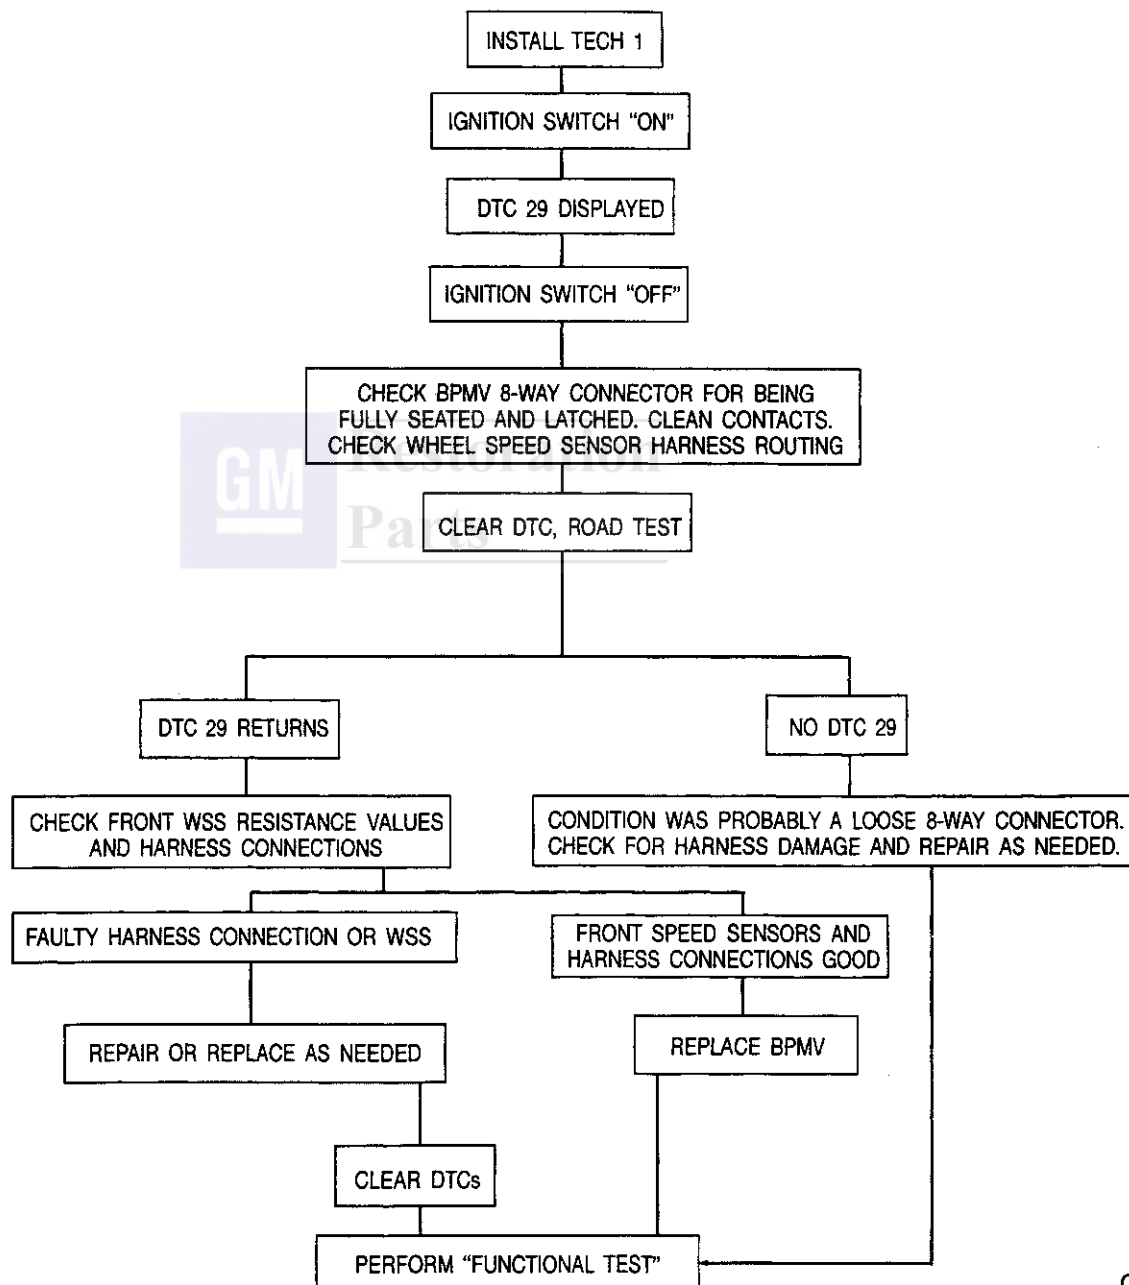 INSTALL TECH 1
IGNITION SWITCH "ON"
DTC 29 DISPLAYED
IGNITION SWITCH "OFF"
CHECK BPMV 8-WAY CONNECTOR FOR BEING
FULLY SEATED AND LATCHED. CLEAN CONTACTS.
CHECK WHEEL SPEED SENSOR HARNESS ROUTING
GM
Restoration
Parts
CLEAR DTC, ROAD TEST
DTC 29 RETURNS
NO DTC 29
CHECK FRONT WSS RESISTANCE VALUES
AND HARNESS CONNECTIONS
CONDITION WAS PROBABLY A LOOSE 8-WAY CONNECTOR.
CHECK FOR HARNESS DAMAGE AND REPAIR AS NEEDED.
FAULTY HARNESS CONNECTION OR WSS
FRONT SPEED SENSORS AND
HARNESS CONNECTIONS GOOD
REPAIR OR REPLACE AS NEEDED
REPLACE BPMV
CLEAR DTCs
PERFORM "FUNCTIONAL TEST"